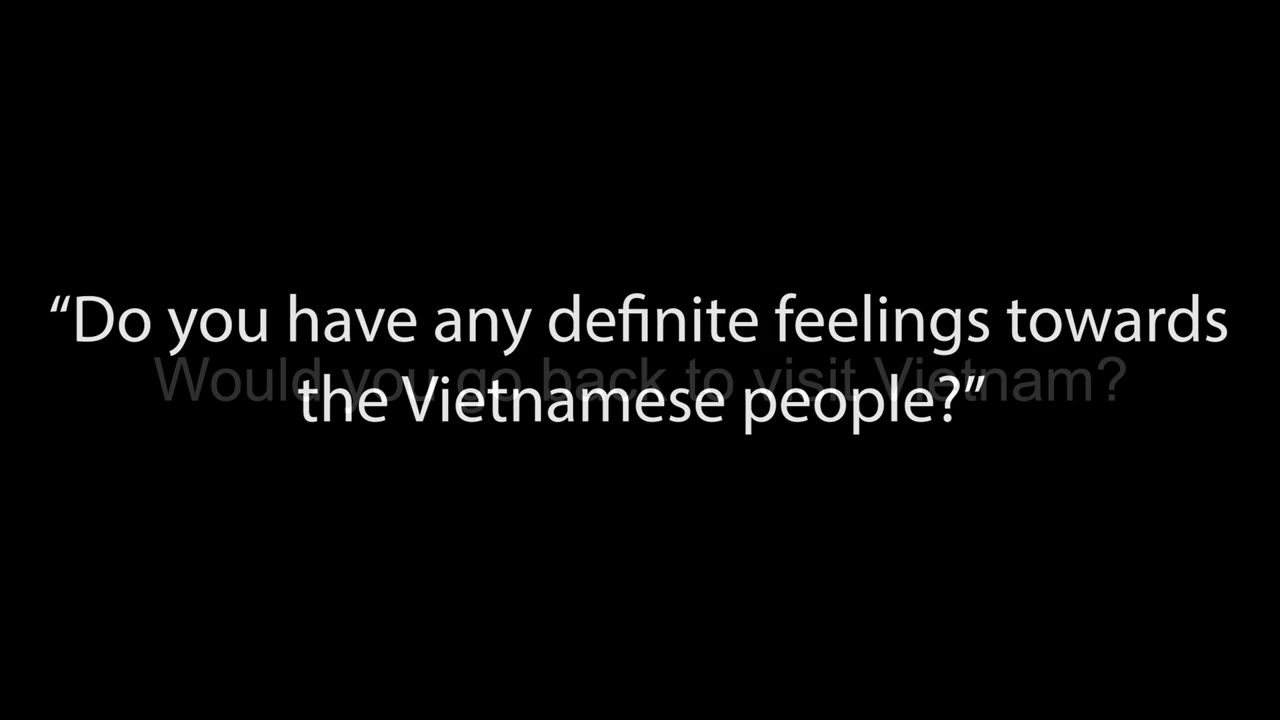 “Do you have any definite feelings towards
Would you go back to visit Vietnam?
the Vietnamese people?”